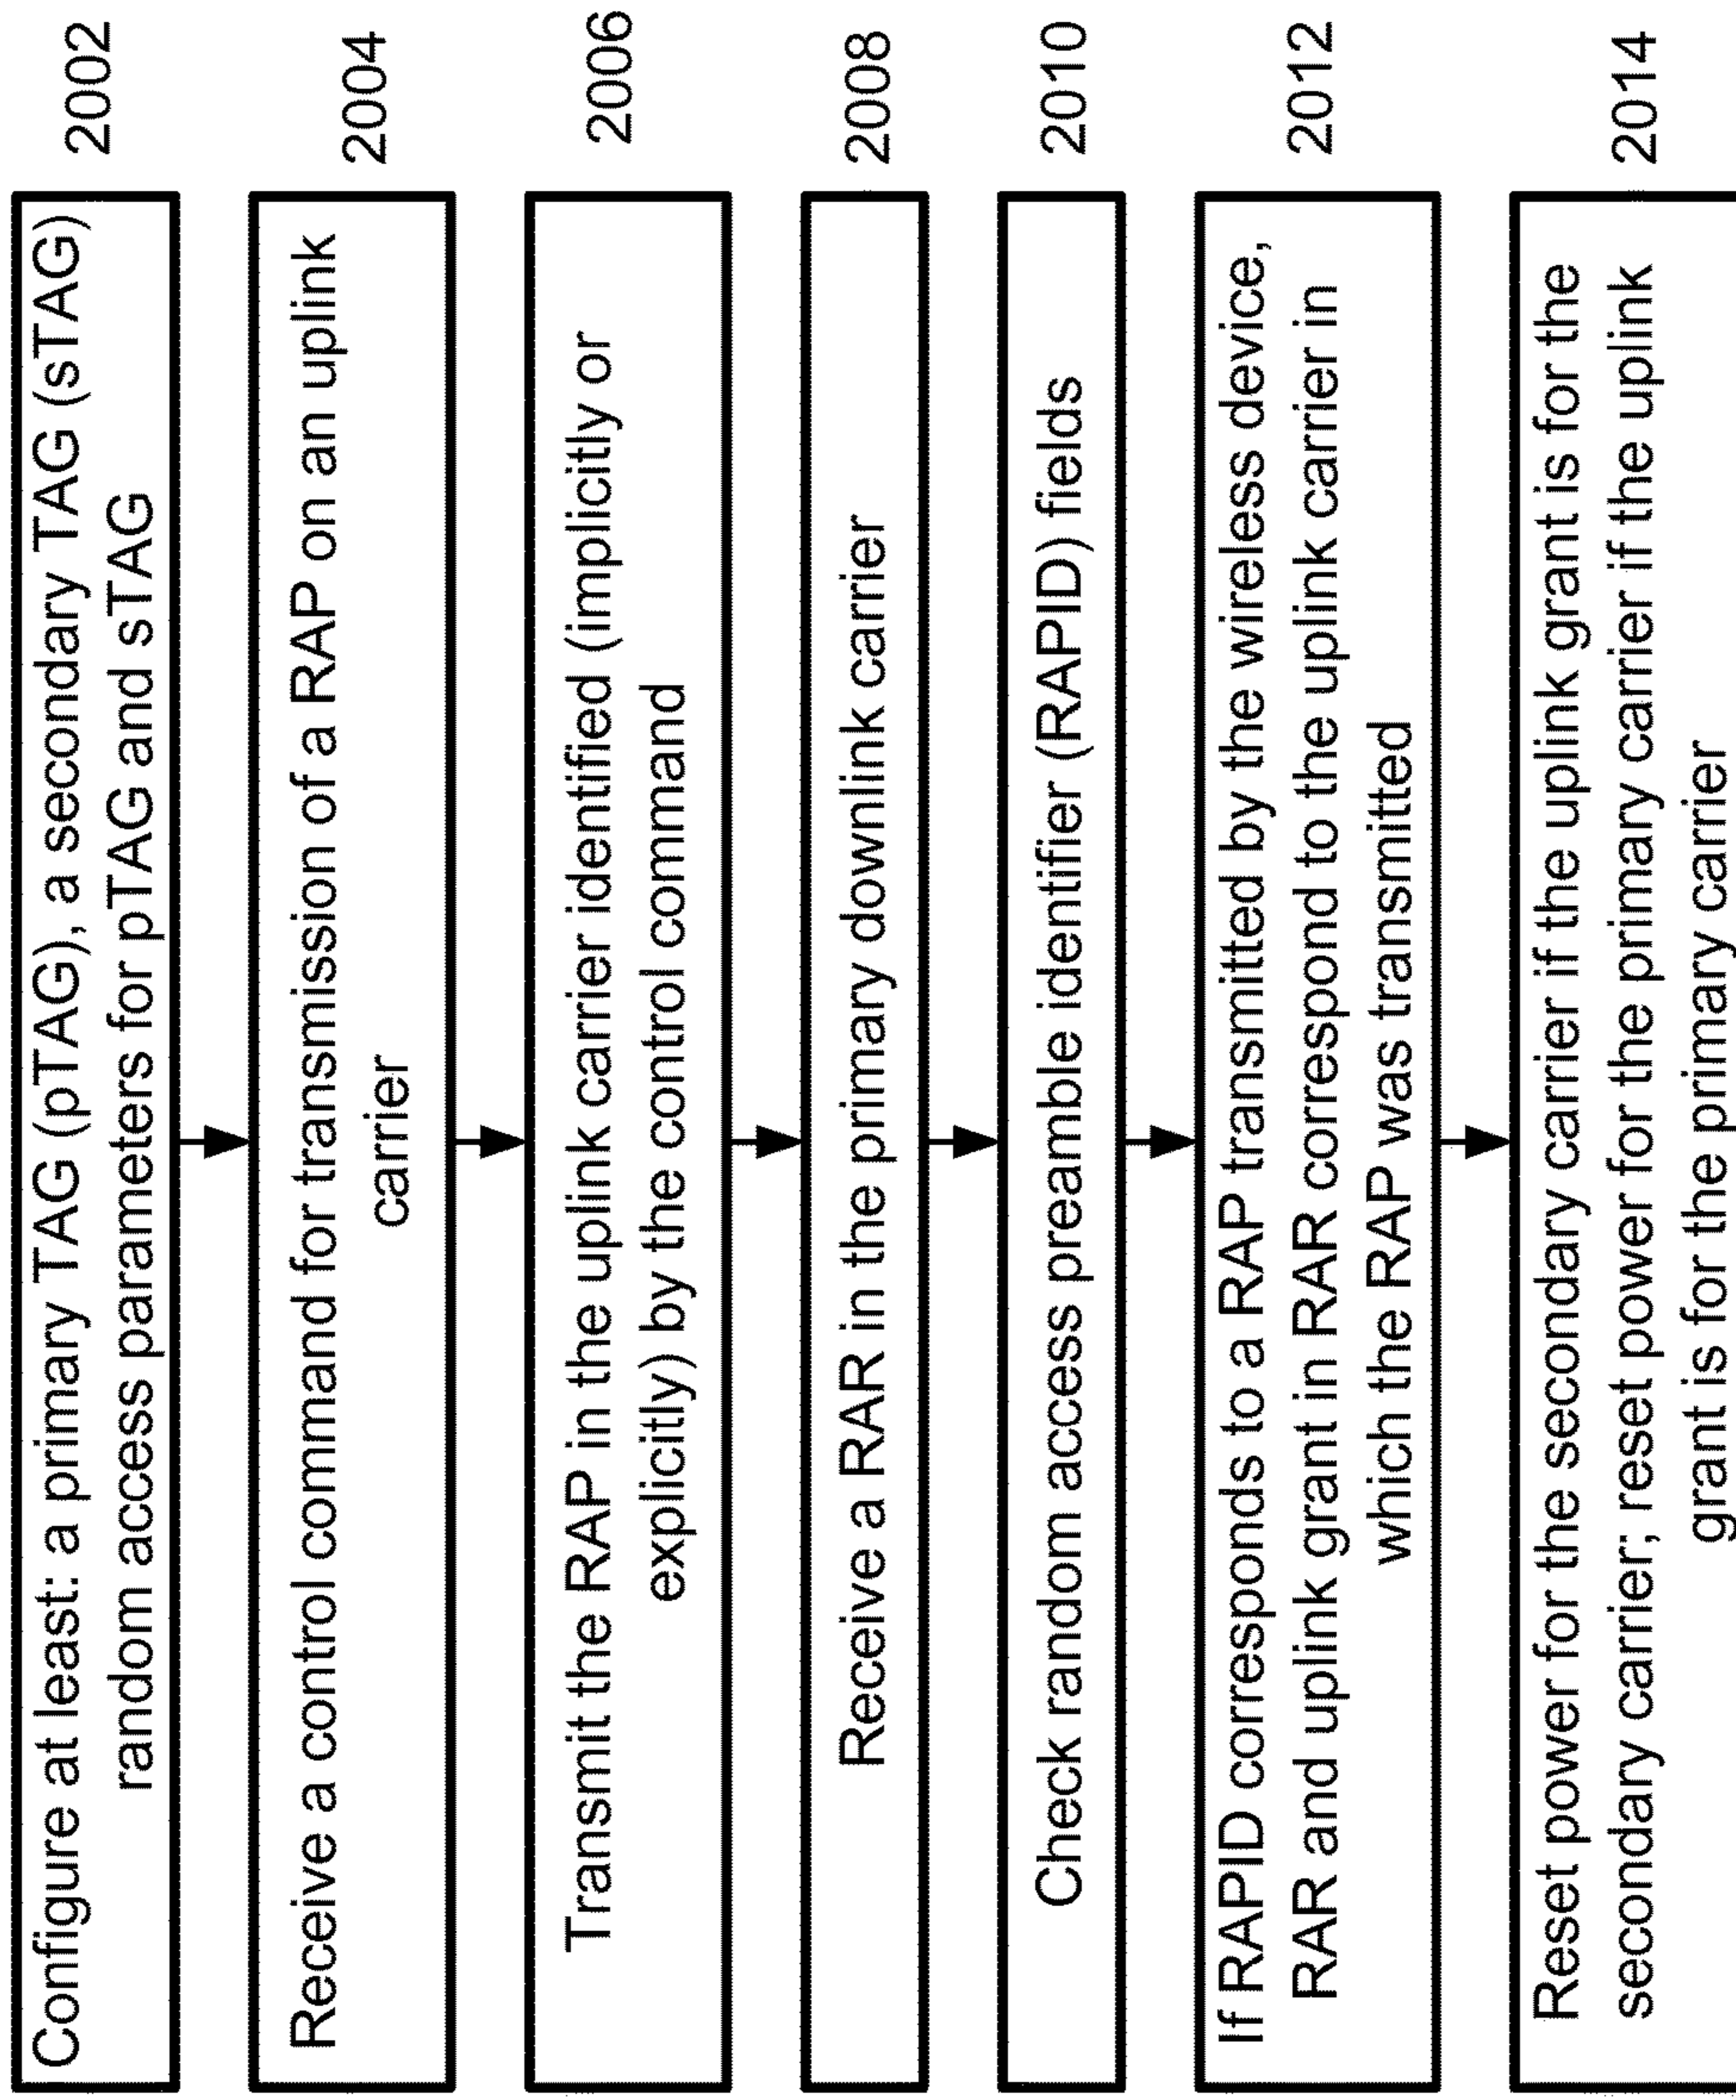 Configure at least: a primary TAG (pTAG), a secondary TAG (sTAG)
random access parameters for pTAG and sTAG
2002
Receive a control command for transmission of a RAP on an uplink
carrier
2004
Transmit the RAP in the uplink carrier identified (implicitly or
explicitly) by the control command
2006
Receive a RAR in the primary downlink carrier
2008
Check random access preamble identifier (RAPID) fields
2010
If RAPID corresponds to a RAP transmitted by the wireless device,
RAR and uplink grant in RAR correspond to the uplink carrier in
which the RAP was transmitted
2012
Reset power for the secondary carrier if the uplink grant is for the
secondary carrier; reset power for the primary carrier if the uplink
grant is for the primary carrier
2014